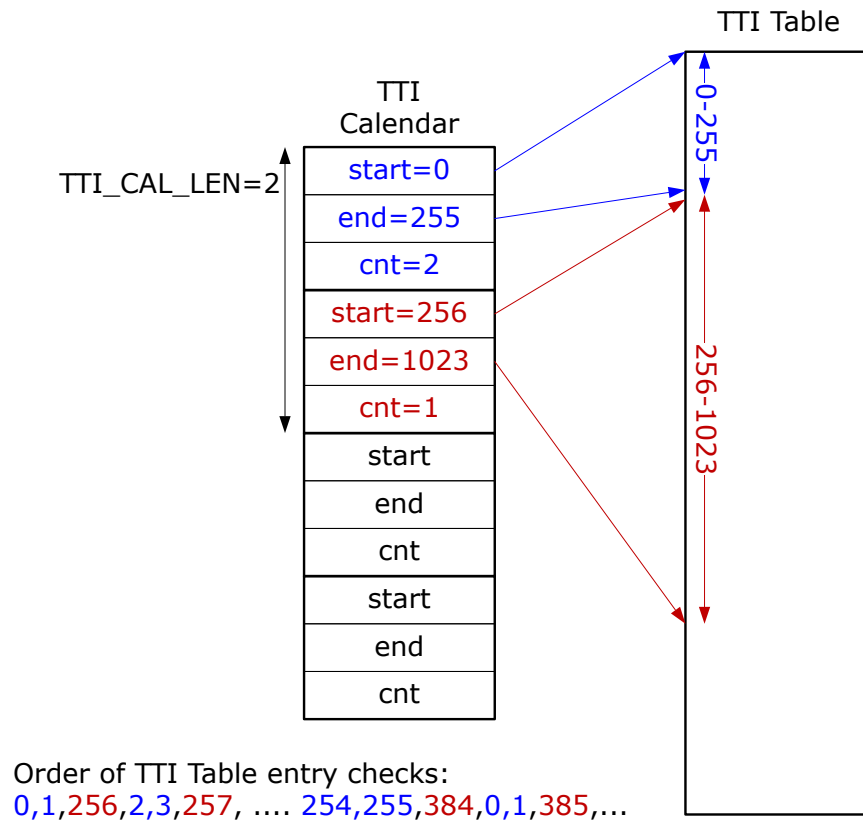 TTI Table
TTI
Calendar
TTI_CAL_LEN=2
start=0
end=255
cnt=2
start=256
end=1023
cnt=1
start
end
cnt
start
end
cnt
0-255
256-1023
Order of TTI Table entry checks:
0,1,256,2,3,257, .... 254,255,384,0,1,385,...